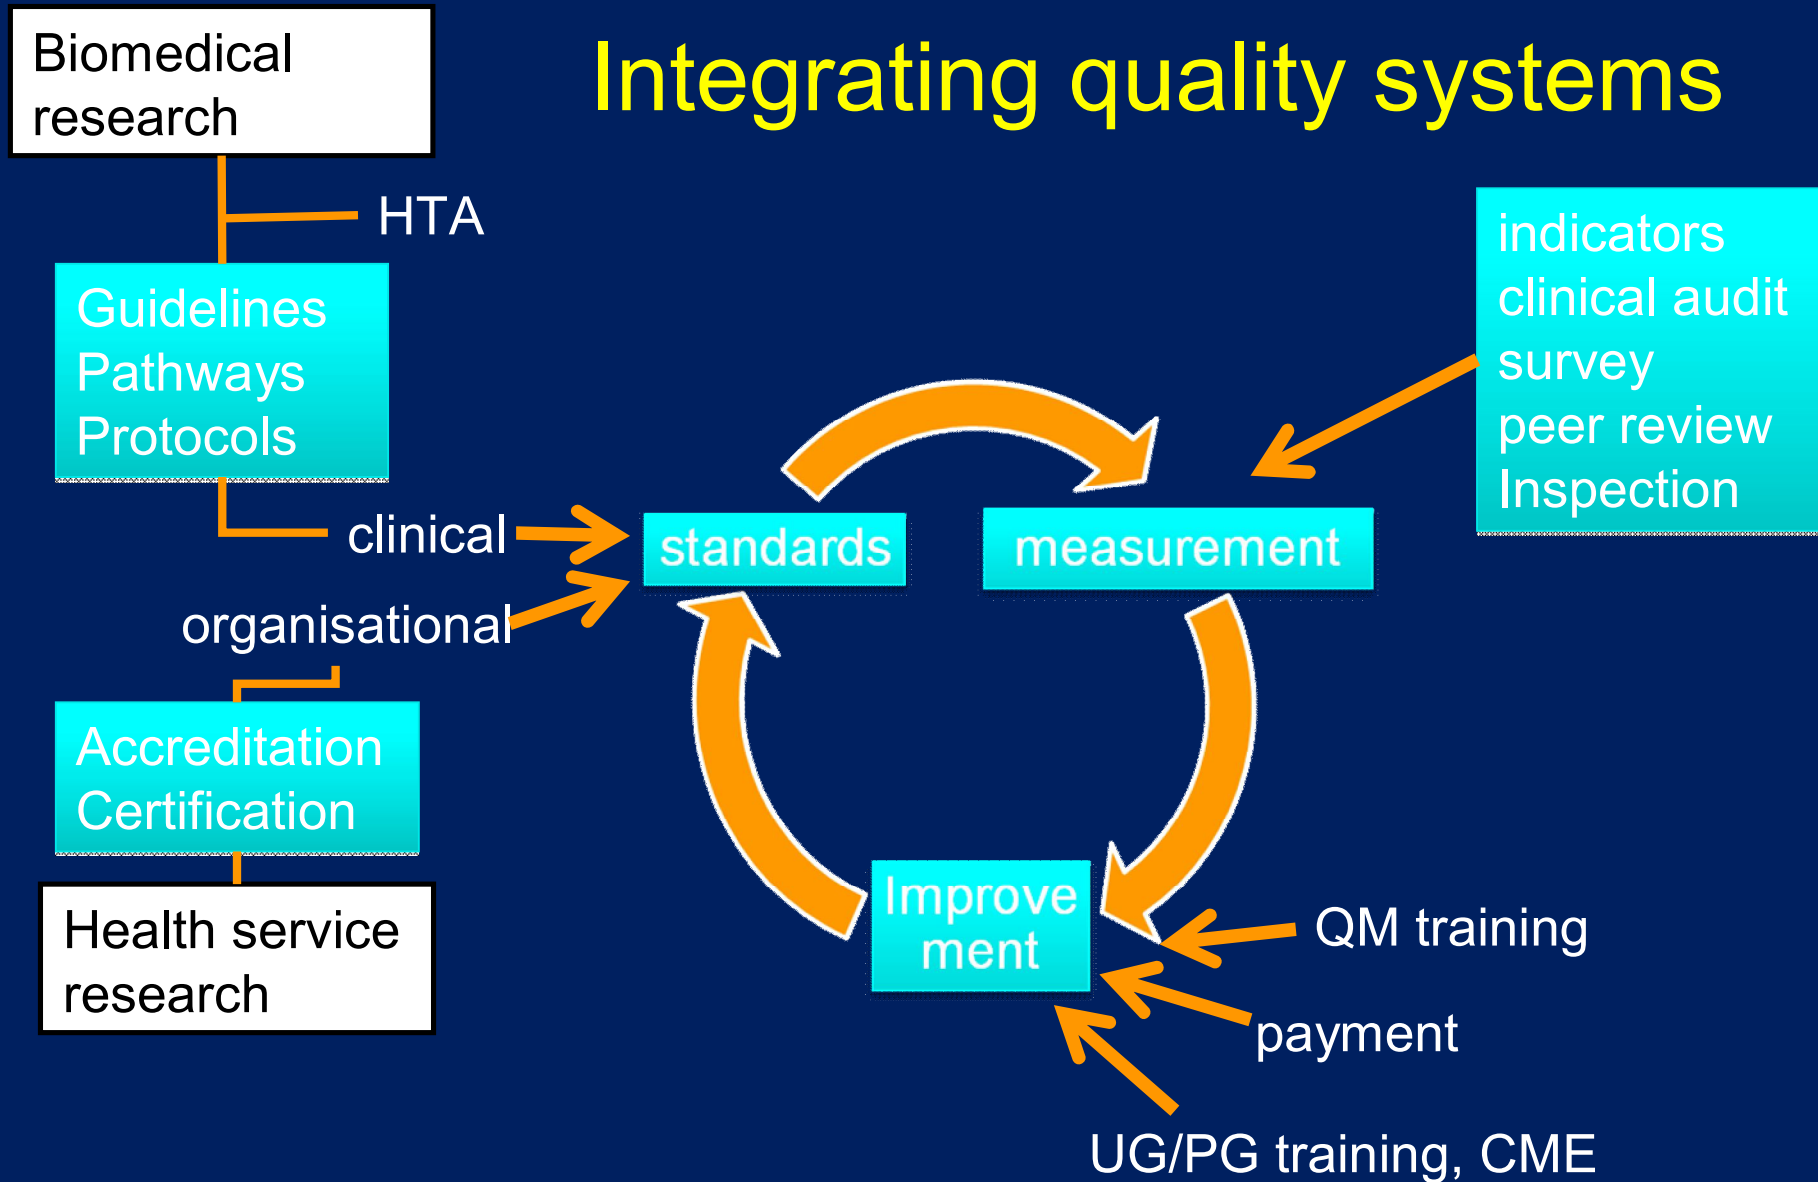 Integrating quality systems
Biomedical
research
HTA
Guidelines
Pathways
Protocols
clinical
organisational
Accreditation
Certification
Health service
research
standards
measurement
Improve
ment
indicators
clinical audit
survey
peer review
Inspection
QM training
payment
UG/PG training, CME